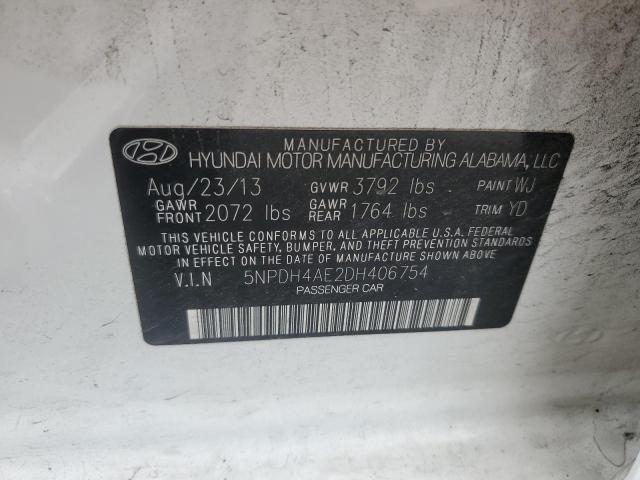 MANUFACTURED BY
HYUNDAI MOTOR MANUFACTURING ALABAMA, LLC
Aug/23/13 GVWR 3792 lbs PAINT WJ
GAWR FRONT 2072 lbs GAWR REAR 1764 lbs TRIM YD
THIS VEHICLE CONFORMS TO ALL APPLICABLE U.S.A. FEDERAL
MOTOR VEHICLE SAFETY, BUMPER, AND THEFT PREVENTION STANDARDS
IN EFFECT ON THE DATE OF MANUFACTURE SHOWN ABOVE.
V.I.N 5NPDH4AE2DH406754
PASSENGER CAR